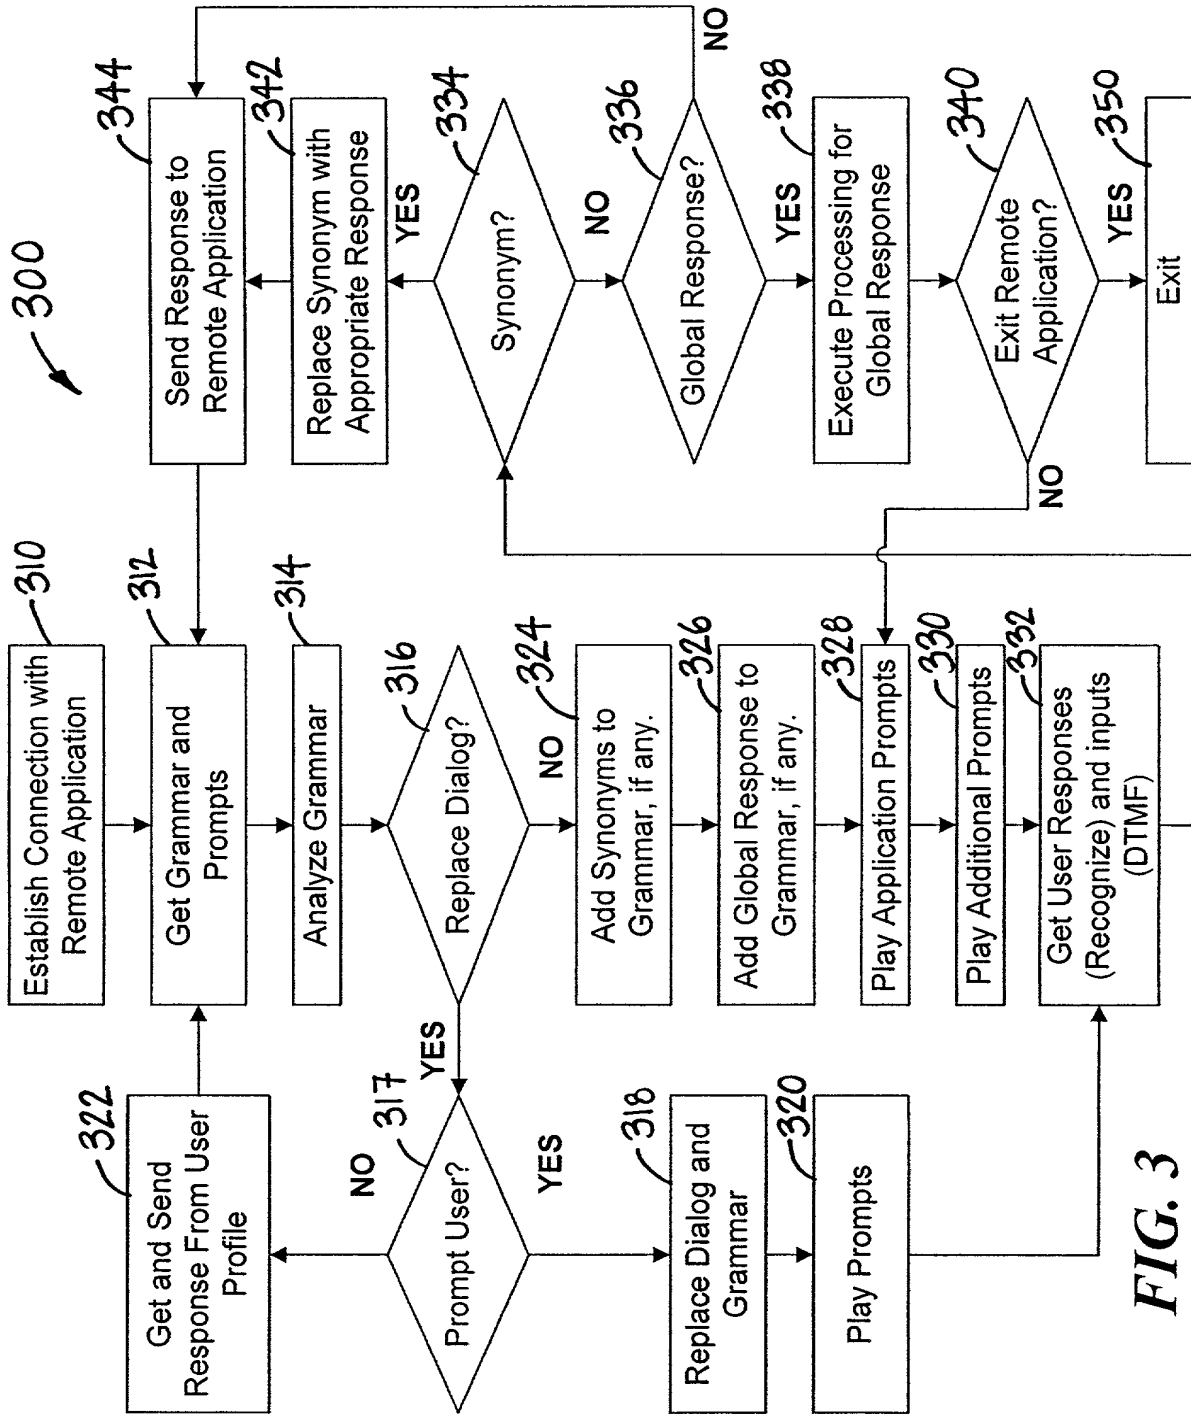 300
310
Establish Connection with
Remote Application
312
Get Grammar and
Prompts
314
Analyze Grammar
316
Replace Dialog?
YES
NO
317
Prompt User?
NO
YES
322
Get and Send
Response From User
Profile
318
Replace Dialog and
Grammar
320
Play Prompts
324
Add Synonyms to
Grammar, if any.
326
Add Global Response to
Grammar, if any.
328
Play Application Prompts
330
Play Additional Prompts
332
Get User Responses
(Recognize) and inputs
(DTMF)
344
Send Response to
Remote Application
342
Replace Synonym with
Appropriate Response
YES
334
Synonym?
NO
336
Global Response?
NO
YES
338
Execute Processing for
Global Response
340
Exit Remote
Application?
NO
YES
350
Exit
FIG. 3